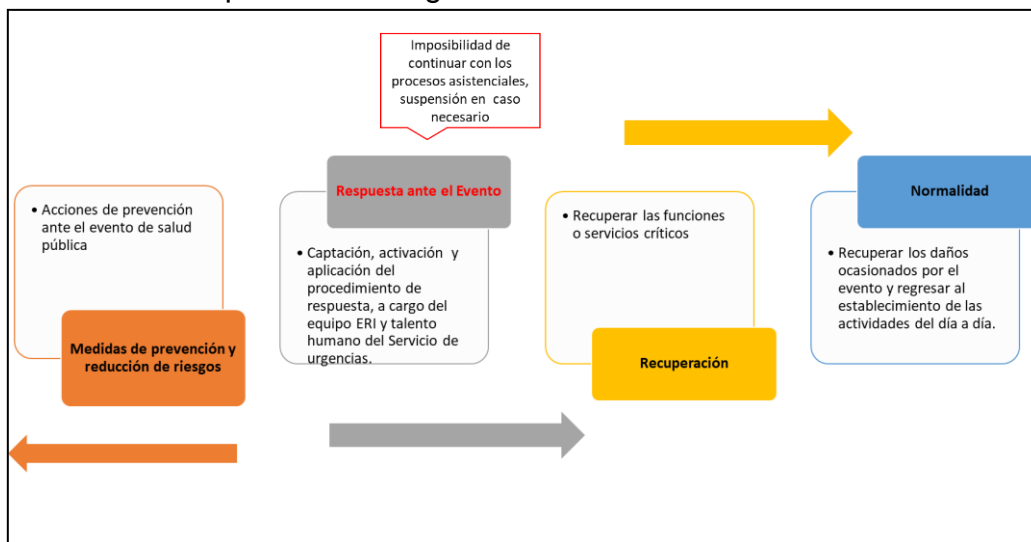 Imposibilidad de
continuar con los
procesos asistenciales,
suspensión en caso
necesario
• Acciones de prevención
ante el evento de salud
pública
Medidas de prevención y
reducción de riesgos
Respuesta ante el Evento
• Captación, activación y
aplicación del
procedimiento de
respuesta, a cargo del
equipo ERI y talento
humano del Servicio de
urgencias.
• Recuperar las funciones
o servicios críticos
Recuperación
Normalidad
• Recuperar los daños
ocasionados por el
evento y regresar al
establecimiento de las
actividades del día a día.